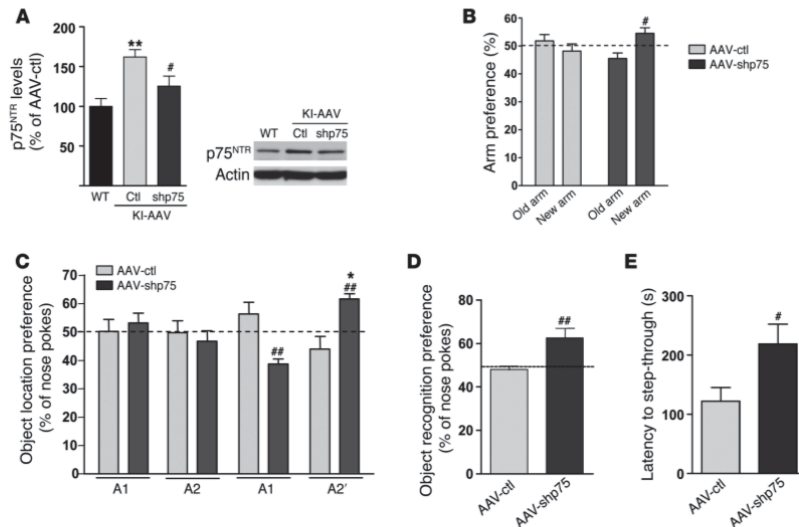 A
p75NTR levels
(% of AAV-ctl)
200
150
100
50
**
#
WT
Ctl
shp75
KI-AAV
KI-AAV
WT
Ctl
shp75
p75NTR
Actin
B
Arm preference (%)
60
50
40
30
20
10
0
#
Old arm
New arm
Old arm
New arm
AAV-ctl
AAV-shp75
C
AAV-ctl
AAV-shp75
Object location preference
(% of nose pokes)
70
60
50
40
30
20
10
0
##
*
##
A1
A2
A1
A2′
D
Object recognition preference
(% of nose pokes)
80
60
40
20
0
##
AAV-ctl
AAV-shp75
E
Latency to step-through (s)
300
200
100
0
#
AAV-ctl
AAV-shp75